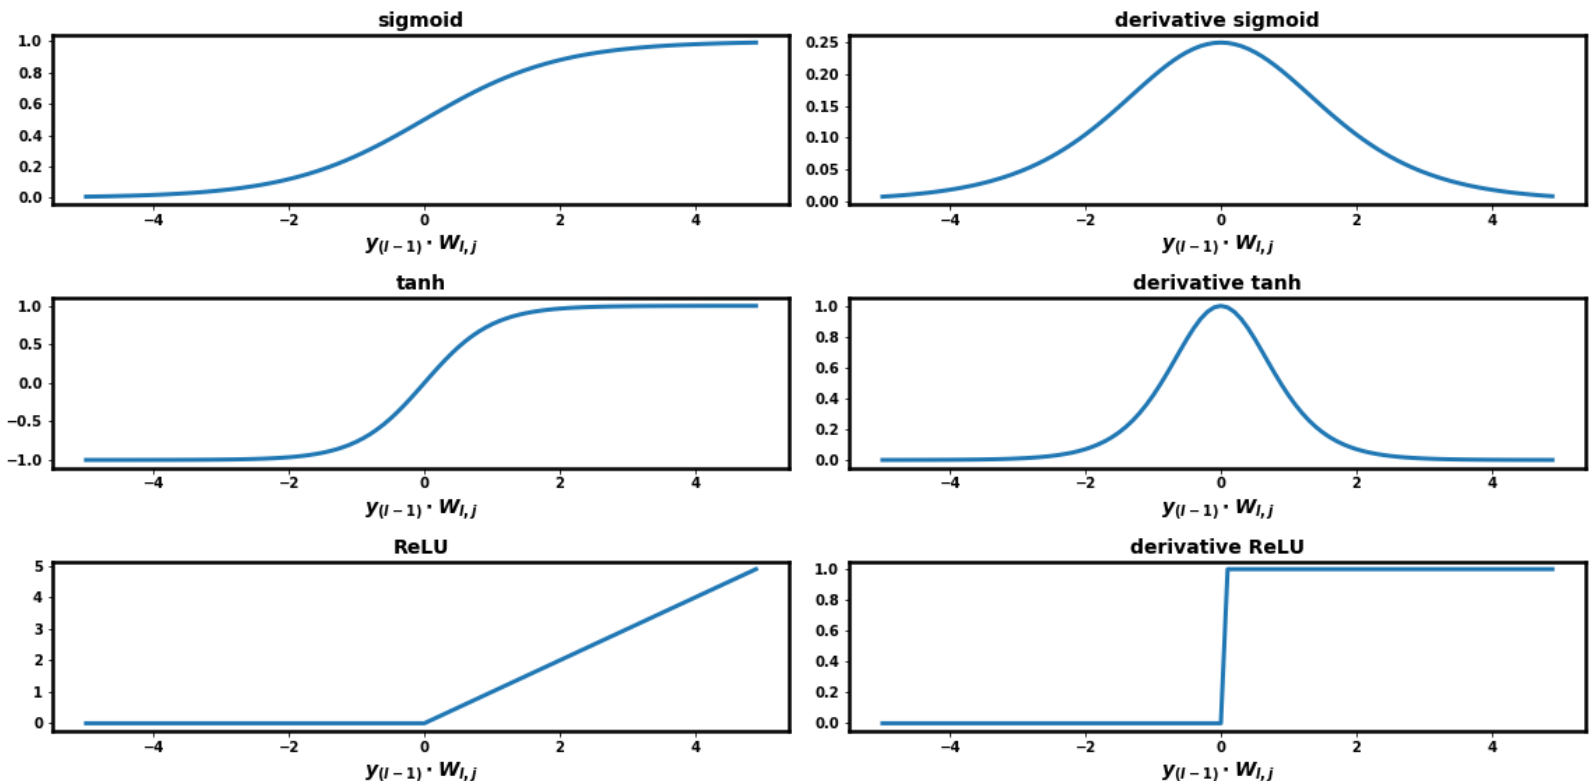 sigmoid
1.0
0.8
0.6
0.4
0.2
0.0
−4 −2 0 2 4
y(l − 1) · Wl, j
derivative sigmoid
0.25
0.20
0.15
0.10
0.05
0.00
−4 −2 0 2 4
y(l − 1) · Wl, j
tanh
1.0
0.5
0.0
−0.5
−1.0
−4 −2 0 2 4
y(l − 1) · Wl, j
derivative tanh
1.0
0.8
0.6
0.4
0.2
0.0
−4 −2 0 2 4
y(l − 1) · Wl, j
ReLU
5
4
3
2
1
0
−4 −2 0 2 4
y(l − 1) · Wl, j
derivative ReLU
1.0
0.8
0.6
0.4
0.2
0.0
−4 −2 0 2 4
y(l − 1) · Wl, j